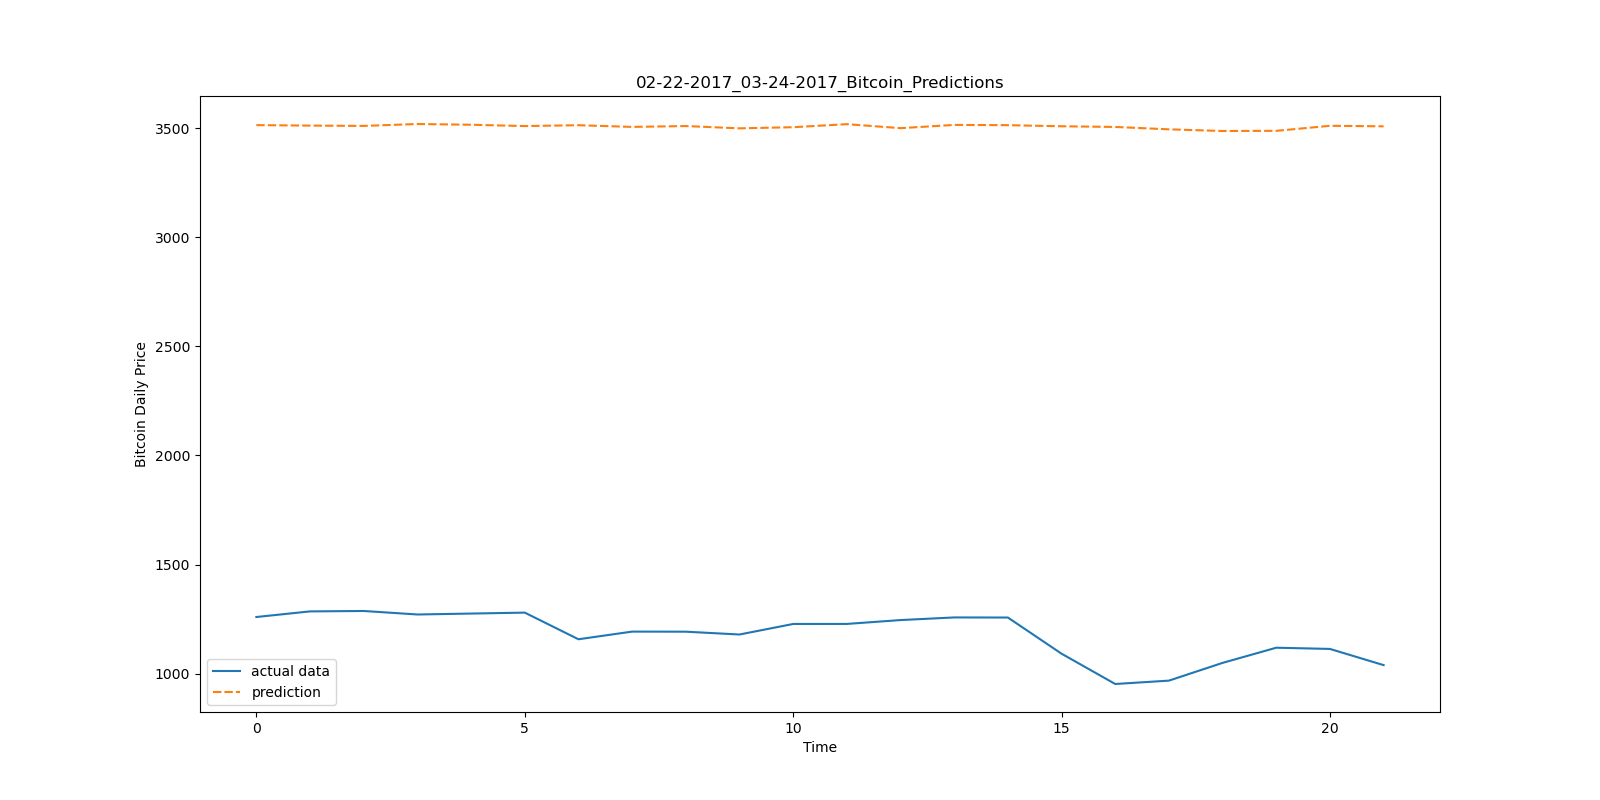 02-22-2017_03-24-2017_Bitcoin_Predictions
3500
3000
2500
2000
1500
1000
Bitcoin Daily Price
actual data
prediction
0 5 10 15 20
Time